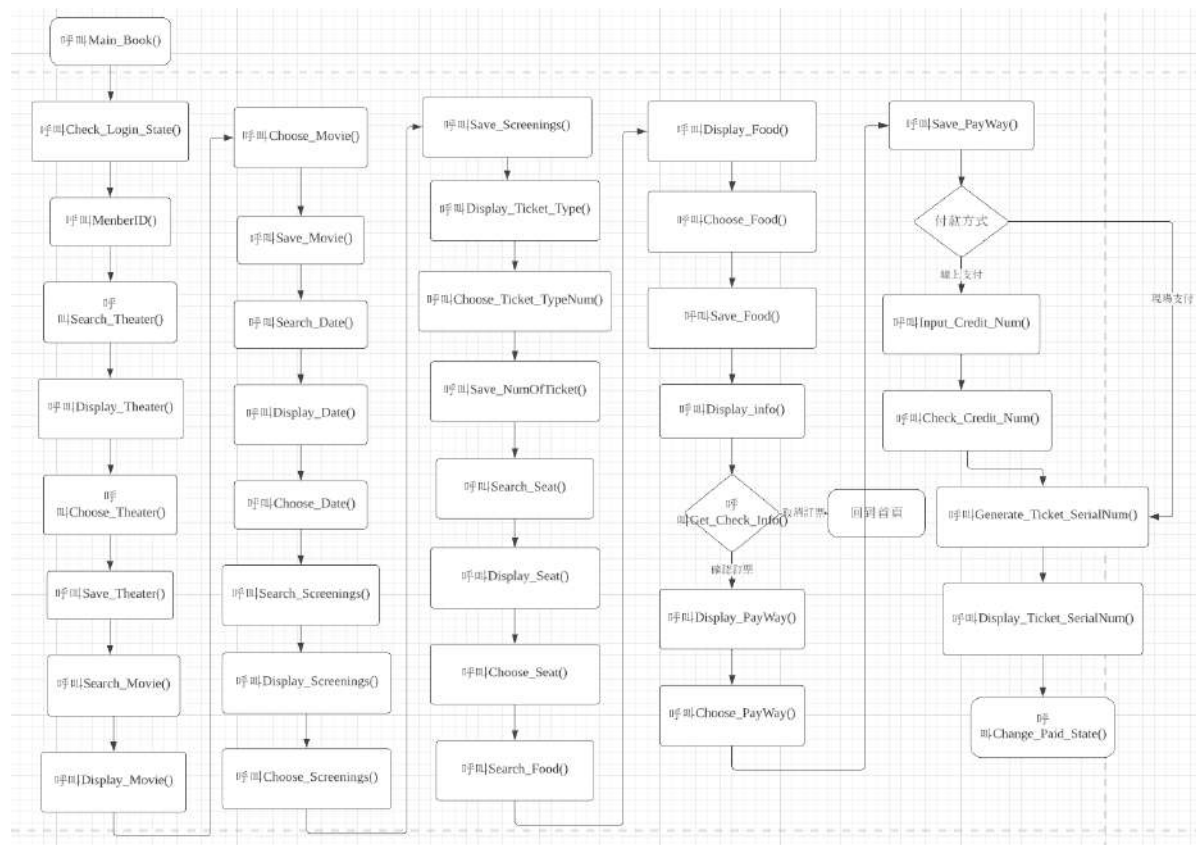 呼叫Main_Book()
呼叫Check_Login_State()
呼叫MenberID()
呼
叫Search_Theater()
呼叫Display_Theater()
呼
叫Choose_Theater()
呼叫Save_Theater()
呼叫Search_Movie()
呼叫Display_Movie()
呼叫Choose_Movie()
呼叫Save_Movie()
呼叫Search_Date()
呼叫Display_Date()
呼叫Choose_Date()
呼叫Search_Screenings()
呼叫Display_Screenings()
呼叫Choose_Screenings()
呼叫Save_Screenings()
呼叫Display_Ticket_Type()
呼叫Choose_Ticket_TypeNum()
呼叫Save_NumOfTicket()
呼叫Search_Seat()
呼叫Display_Seat()
呼叫Choose_Seat()
呼叫Search_Food()
呼叫Display_Food()
呼叫Choose_Food()
呼叫Save_Food()
呼叫Display_info()
呼
叫Get_Check_Info()
取消訂票
回到首頁
確認訂票
呼叫Display_PayWay()
呼叫Choose_PayWay()
呼叫Save_PayWay()
付款方式
線上支付
現場支付
呼叫Input_Credit_Num()
呼叫Check_Credit_Num()
呼叫Generate_Ticket_SerialNum()
呼叫Display_Ticket_SerialNum()
呼
叫Change_Paid_State()